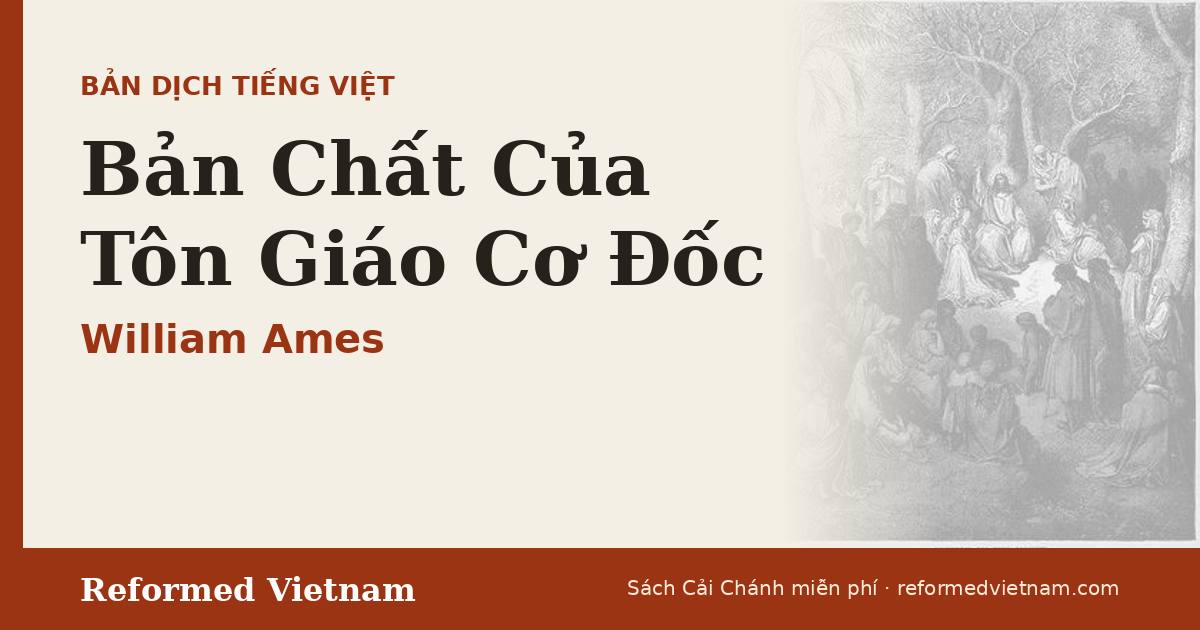 BẢN DỊCH TIẾNG VIỆT
Bản Chất Của
Tôn Giáo Cơ Đốc
William Ames
Reformed Vietnam
Sách Cải Chánh miễn phí · reformedvietnam.com